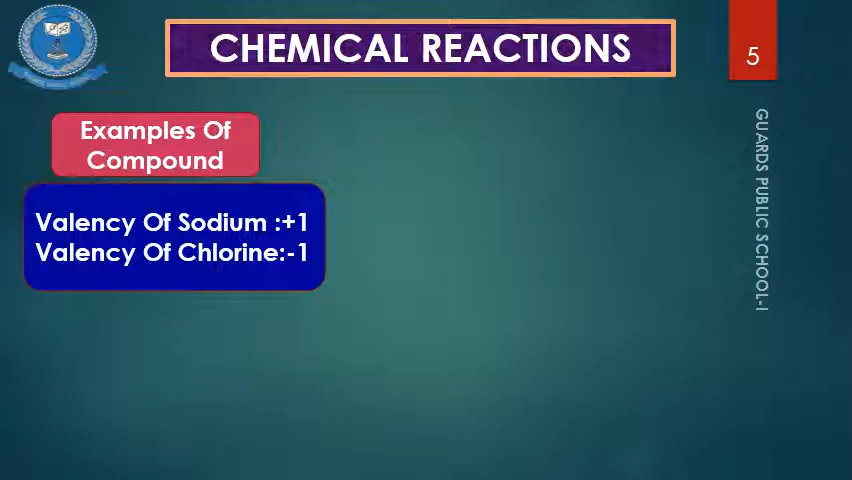 CHEMICAL REACTIONS
5
Examples Of
Compound
Valency Of Sodium :+1
Valency Of Chlorine:-1
GUARDS PUBLIC SCHOOL-I